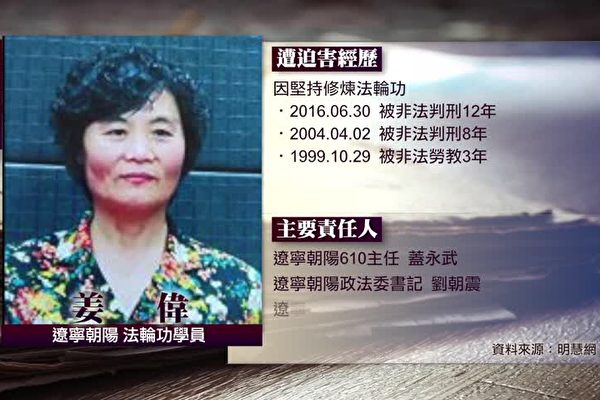 姜偉
遼寧朝陽 法輪功學員
遭迫害經歷
因堅持修煉法輪功
·2016.06.30 被非法判刑12年
·2004.04.02 被非法判刑8年
·1999.10.29 被非法勞教3年
主要責任人
遼寧朝陽610主任 蓋永武
遼寧朝陽政法委書記 劉朝震
遼
資料來源：明慧網